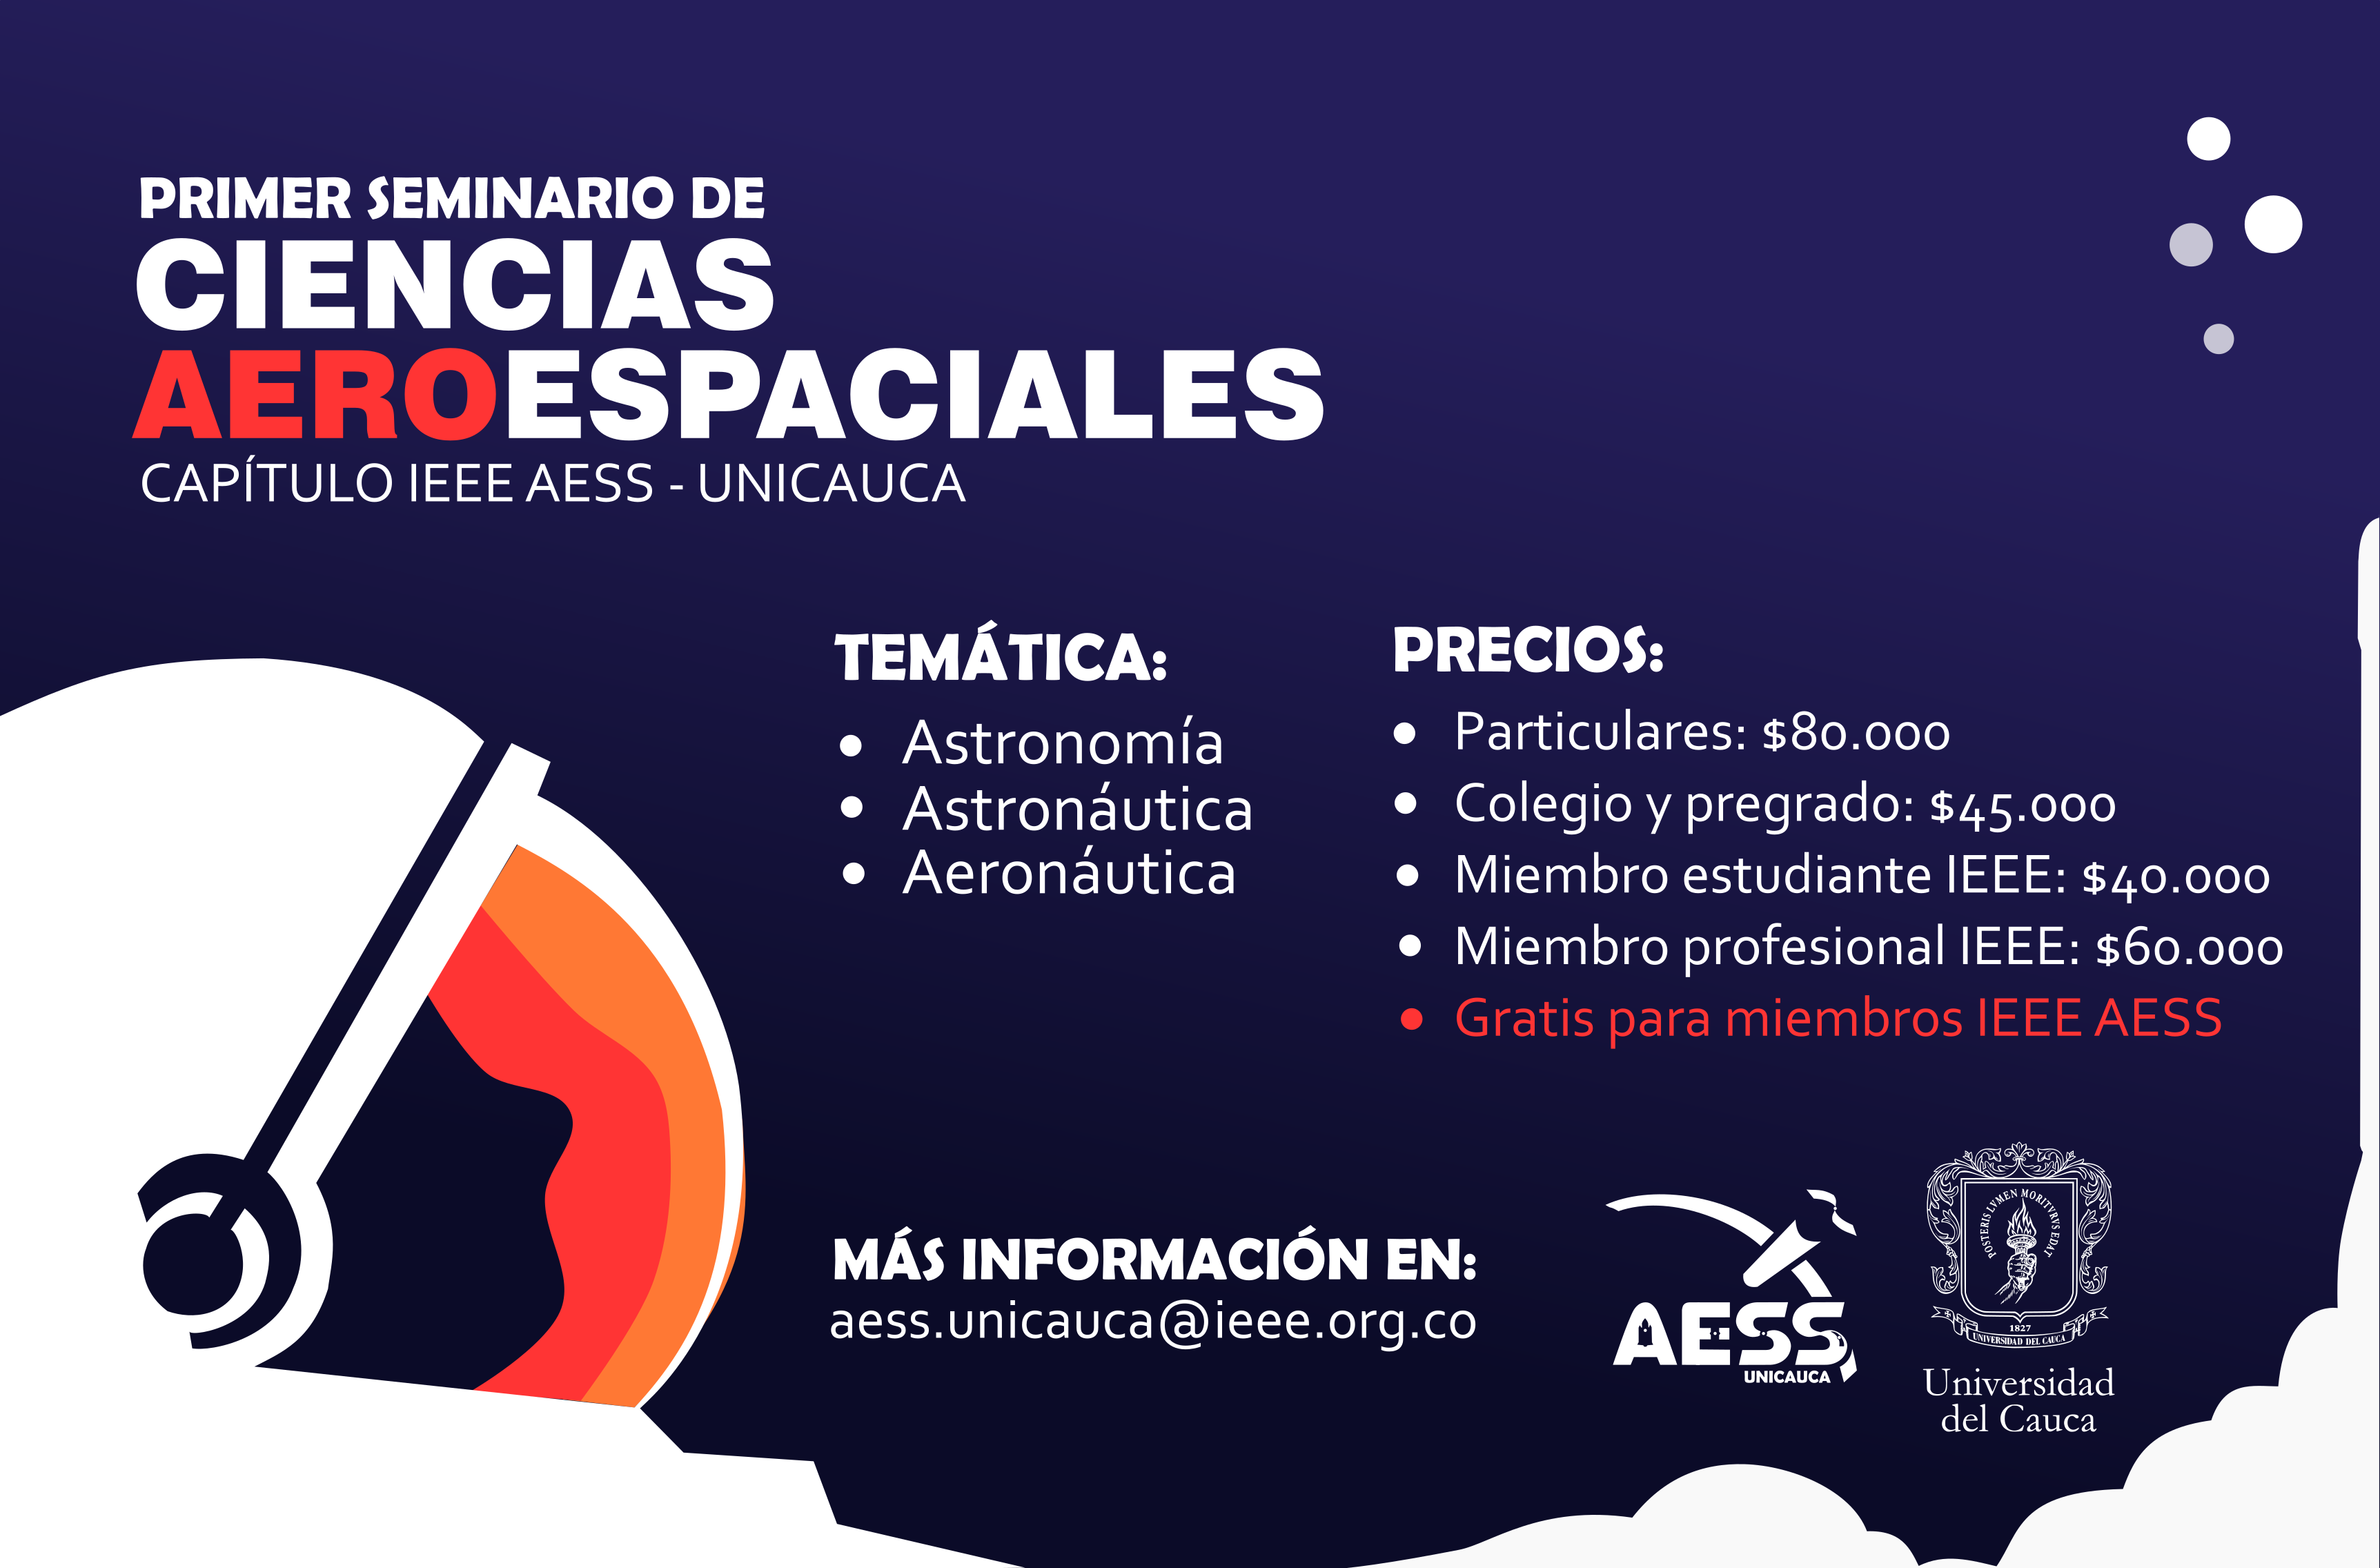 PRIMER SEMINARIO DE
CIENCIAS
AEROESPACIALES
CAPÍTULO IEEE AESS - UNICAUCA
TEMÁTICA:
• Astronomía
• Astronáutica
• Aeronáutica
PRECIOS:
• Particulares: $80.000
• Colegio y pregrado: $45.000
• Miembro estudiante IEEE: $40.000
• Miembro profesional IEEE: $60.000
• Gratis para miembros IEEE AESS
MÁS INFORMACIÓN EN:
aess.unicauca@ieee.org.co
AESS
UNICAUCA
POSTERIS LVMEN MORITVRVS EDAT
1827
UNIVERSIDAD DEL CAUCA
Universidad
del Cauca